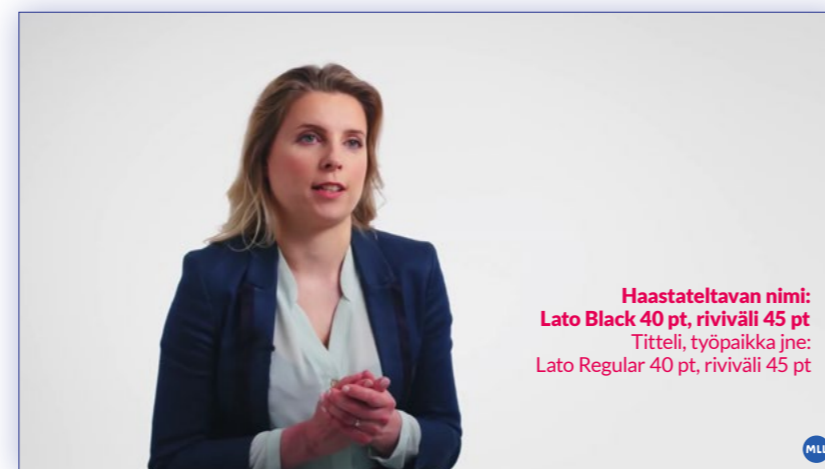 Haastateltavan nimi:
Lato Black 40 pt, riviväli 45 pt
Titteli, työpaikka jne:
Lato Regular 40 pt, riviväli 45 pt
MLL